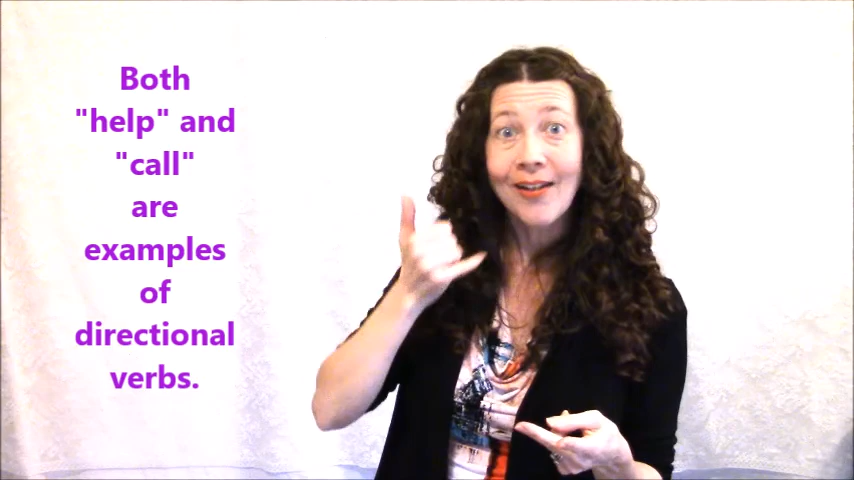 Both
"help" and
"call"
are
examples
of
directional
verbs.